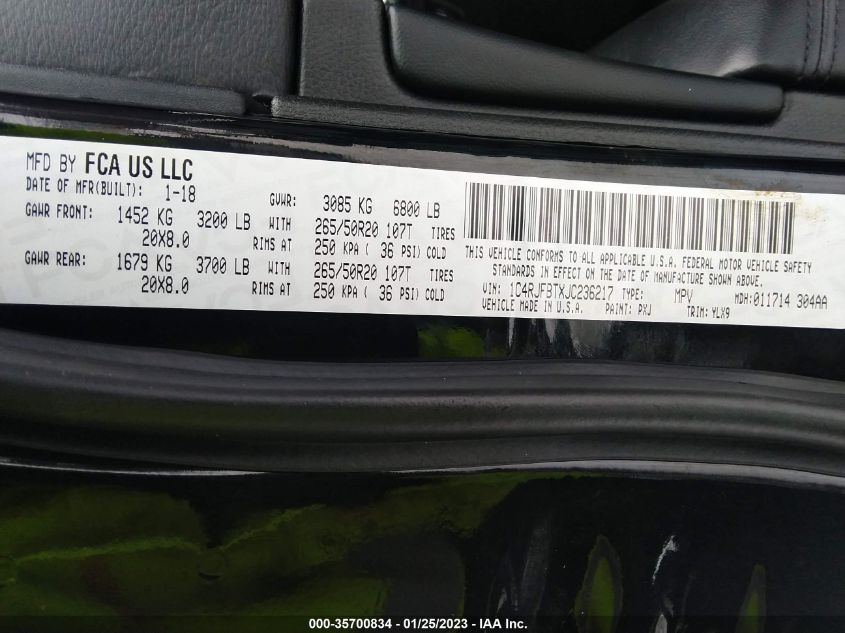 MFD BY FCA US LLC
DATE OF MFR(BUILT): 1-18 GVWR: 3085 KG 6800 LB
GAWR FRONT: 1452 KG 3200 LB WITH 265/50R20 107T TIRES
20X8.0 RIMS AT 250 KPA ( 36 PSI) COLD
GAWR REAR: 1679 KG 3700 LB WITH 265/50R20 107T TIRES
20X8.0 RIMS AT 250 KPA ( 36 PSI) COLD
THIS VEHICLE CONFORMS TO ALL APPLICABLE U.S.A. FEDERAL MOTOR VEHICLE SAFETY
STANDARDS IN EFFECT ON THE DATE OF MANUFACTURE SHOWN ABOVE.
VIN: 1C4RJFBTXJC236217 TYPE: MPV MDH:011714 304AA
VEHICLE MADE IN U.S.A. PAINT: PXJ TRIM: YLX9
000-35700834 - 01/25/2023 - IAA Inc.